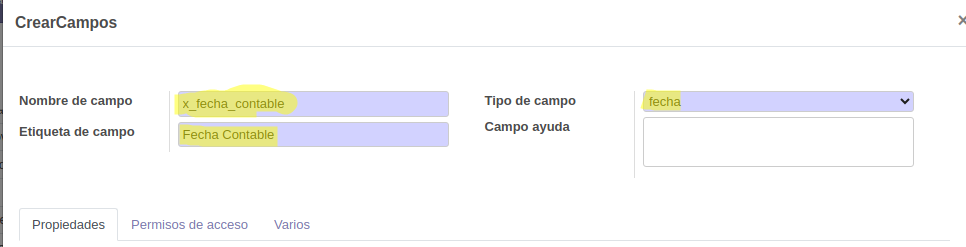 CrearCampos
×
Nombre de campo
x_fecha_contable
Tipo de campo
fecha
Etiqueta de campo
Fecha Contable
Campo ayuda
Propiedades
Permisos de acceso
Varios